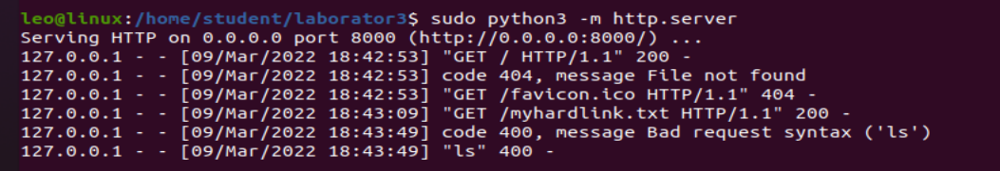 leo@linux:/home/student/laborator3$ sudo python3 -m http.server
Serving HTTP on 0.0.0.0 port 8000 (http://0.0.0.0:8000/) ...
127.0.0.1 - - [09/Mar/2022 18:42:53] "GET / HTTP/1.1" 200 -
127.0.0.1 - - [09/Mar/2022 18:42:53] code 404, message File not found
127.0.0.1 - - [09/Mar/2022 18:42:53] "GET /favicon.ico HTTP/1.1" 404 -
127.0.0.1 - - [09/Mar/2022 18:43:09] "GET /myhardlink.txt HTTP/1.1" 200 -
127.0.0.1 - - [09/Mar/2022 18:43:49] code 400, message Bad request syntax ('ls')
127.0.0.1 - - [09/Mar/2022 18:43:49] "ls" 400 -